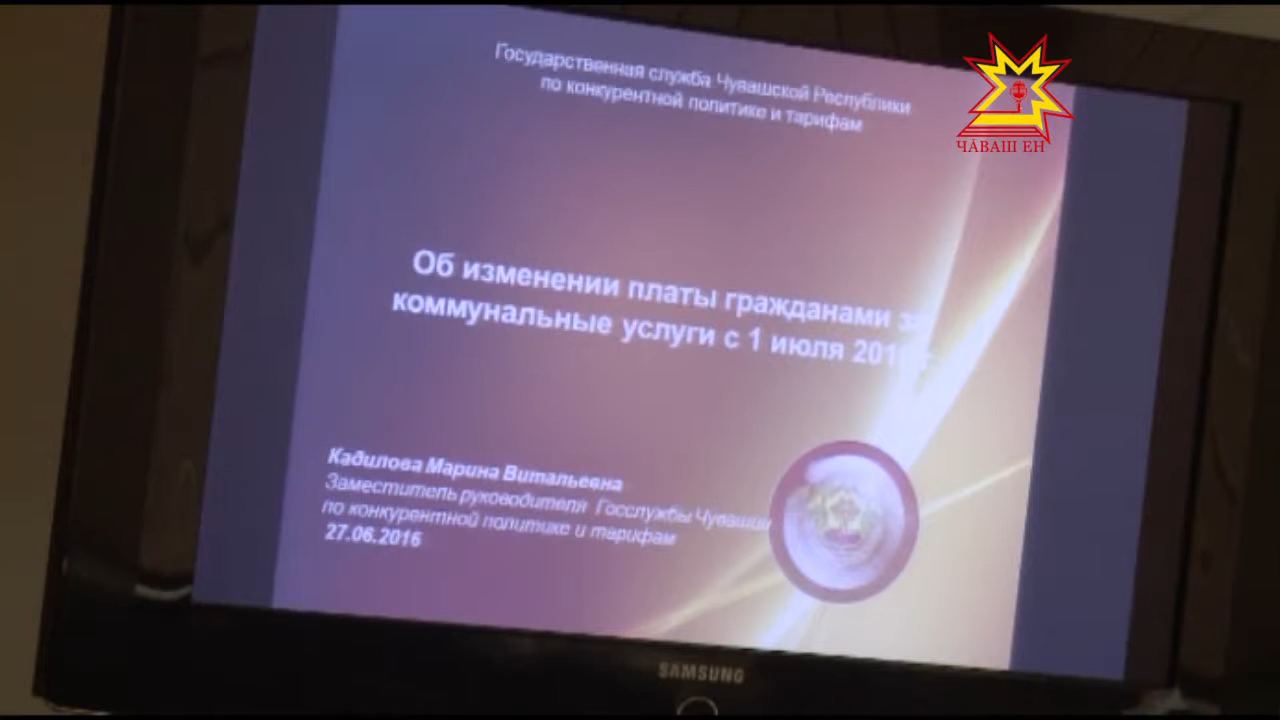 Государственная служба Чувашской Республики
по конкурентной политике и тарифам
ЧӐВАШ ЕН
Об изменении платы гражданами за
коммунальные услуги с 1 июля
Кадилова Марина Витальевна
Заместитель руководителя Госслужбы Чувашии
по конкурентной политике и тарифам
27.06.2016
SAMSUNG